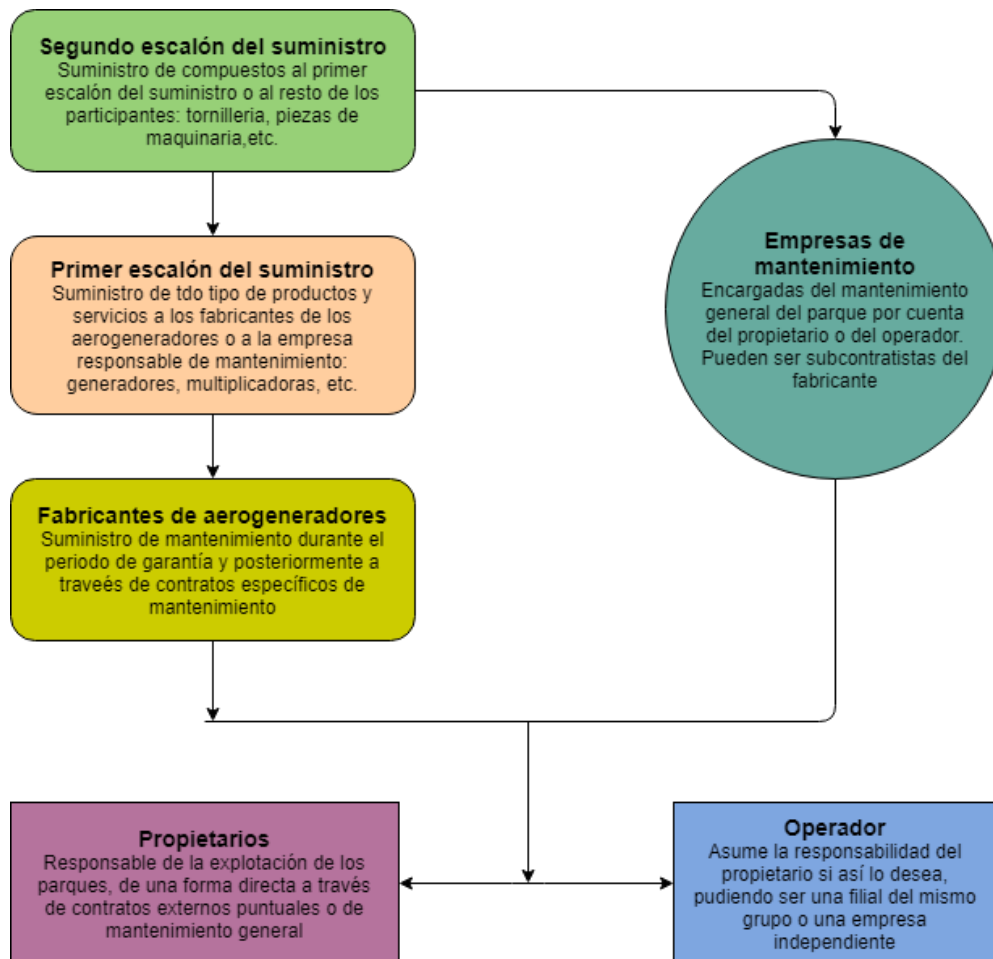 Segundo escalón del suministro
Suministro de compuestos al primer
escalón del suministro o al resto de los
participantes: tornilleria, piezas de
maquinaria,etc.
Primer escalón del suministro
Suministro de tdo tipo de productos y
servicios a los fabricantes de los
aerogeneradores o a la empresa
responsable de mantenimiento:
generadores, multiplicadoras, etc.
Fabricantes de aerogeneradores
Suministro de mantenimiento durante el
periodo de garantía y posteriormente a
traveés de contratos específicos de
mantenimiento
Empresas de
mantenimiento
Encargadas del mantenimiento
general del parque por cuenta
del propietario o del operador.
Pueden ser subcontratistas del
fabricante
Propietarios
Responsable de la explotación de los
parques, de una forma directa a través
de contratos externos puntuales o de
mantenimiento general
Operador
Asume la responsabilidad del
propietario si así lo desea,
pudiendo ser una filial del mismo
grupo o una empresa
independiente